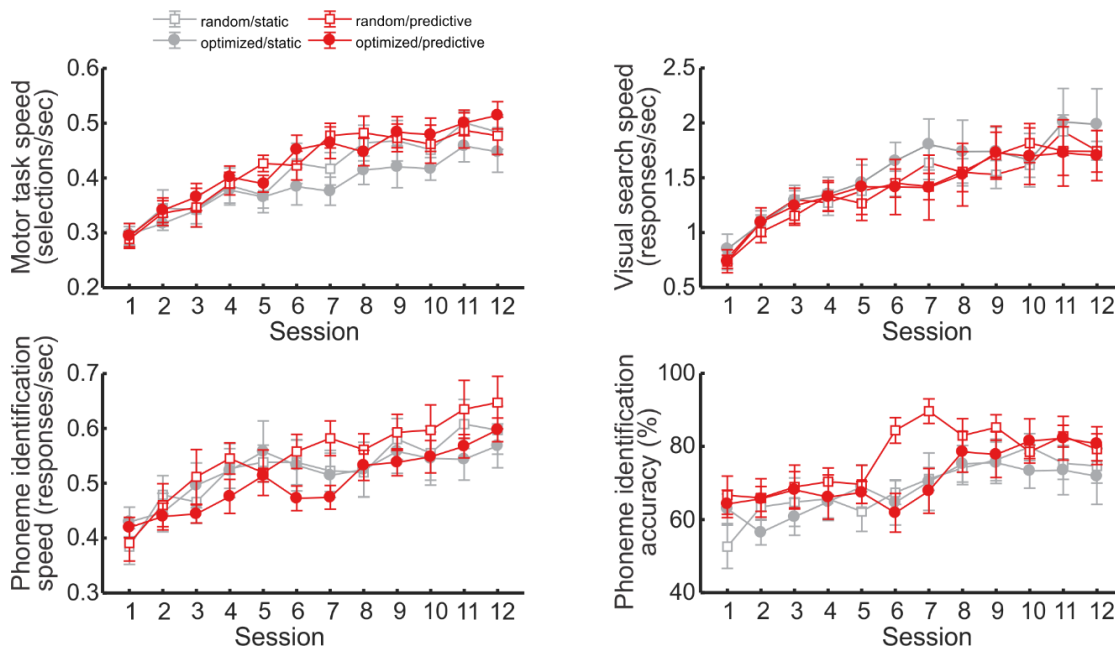 random/static
random/predictive
optimized/static
optimized/predictive
Motor task speed
(selections/sec)
0.6
0.5
0.4
0.3
0.2
1 2 3 4 5 6 7 8 9 10 11 12
Session
Visual search speed
(responses/sec)
2.5
2
1.5
1
0.5
1 2 3 4 5 6 7 8 9 10 11 12
Session
Phoneme identification
speed (responses/sec)
0.7
0.6
0.5
0.4
0.3
1 2 3 4 5 6 7 8 9 10 11 12
Session
Phoneme identification
accuracy (%)
100
80
60
40
1 2 3 4 5 6 7 8 9 10 11 12
Session